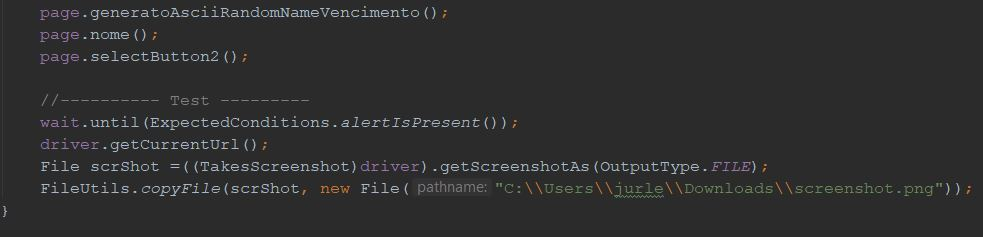 page.generatoAsciiRandomNameVencimento();
page.nome();
page.selectButton2();
//---------- Test ---------
wait.until(ExpectedConditions.alertIsPresent());
driver.getCurrentUrl();
File scrShot =((TakesScreenshot)driver).getScreenshotAs(OutputType.FILE);
FileUtils.copyFile(scrShot, new File( pathname: "C:\\Users\\jurle\\Downloads\\screenshot.png"));
}